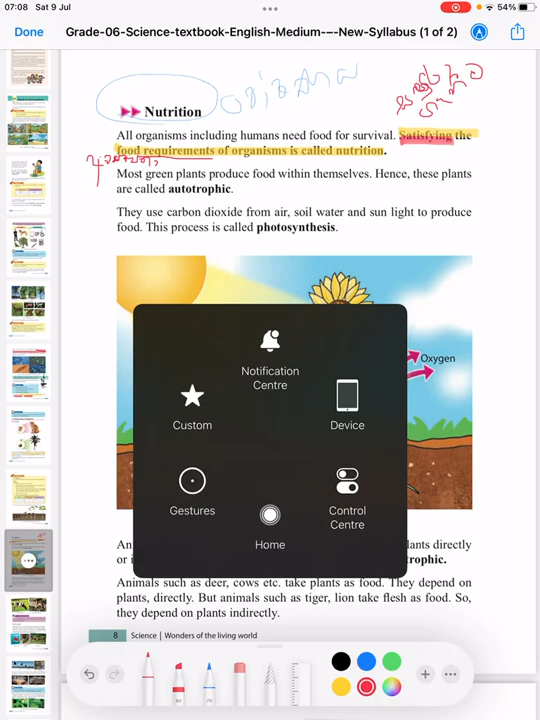 07:08 Sat 9 Jul
54%
Done
Grade-06-Science-textbook-English-Medium-–-New-Syllabus (1 of 2)
Nutrition
All organisms including humans need food for survival. Satisfying the
food requirements of organisms is called nutrition.
Most green plants produce food within themselves. Hence, these plants
are called autotrophic.
They use carbon dioxide from air, soil water and sun light to produce
food. This process is called photosynthesis.
Oxygen
Notification
Centre
Custom
Device
Gestures
Control
Centre
Home
An
lants directly
or i
trophic.
Animals such as deer, cows etc. take plants as food. They depend on
plants, directly. But animals such as tiger, lion take flesh as food. So,
they depend on plants indirectly.
8 Science | Wonders of the living world